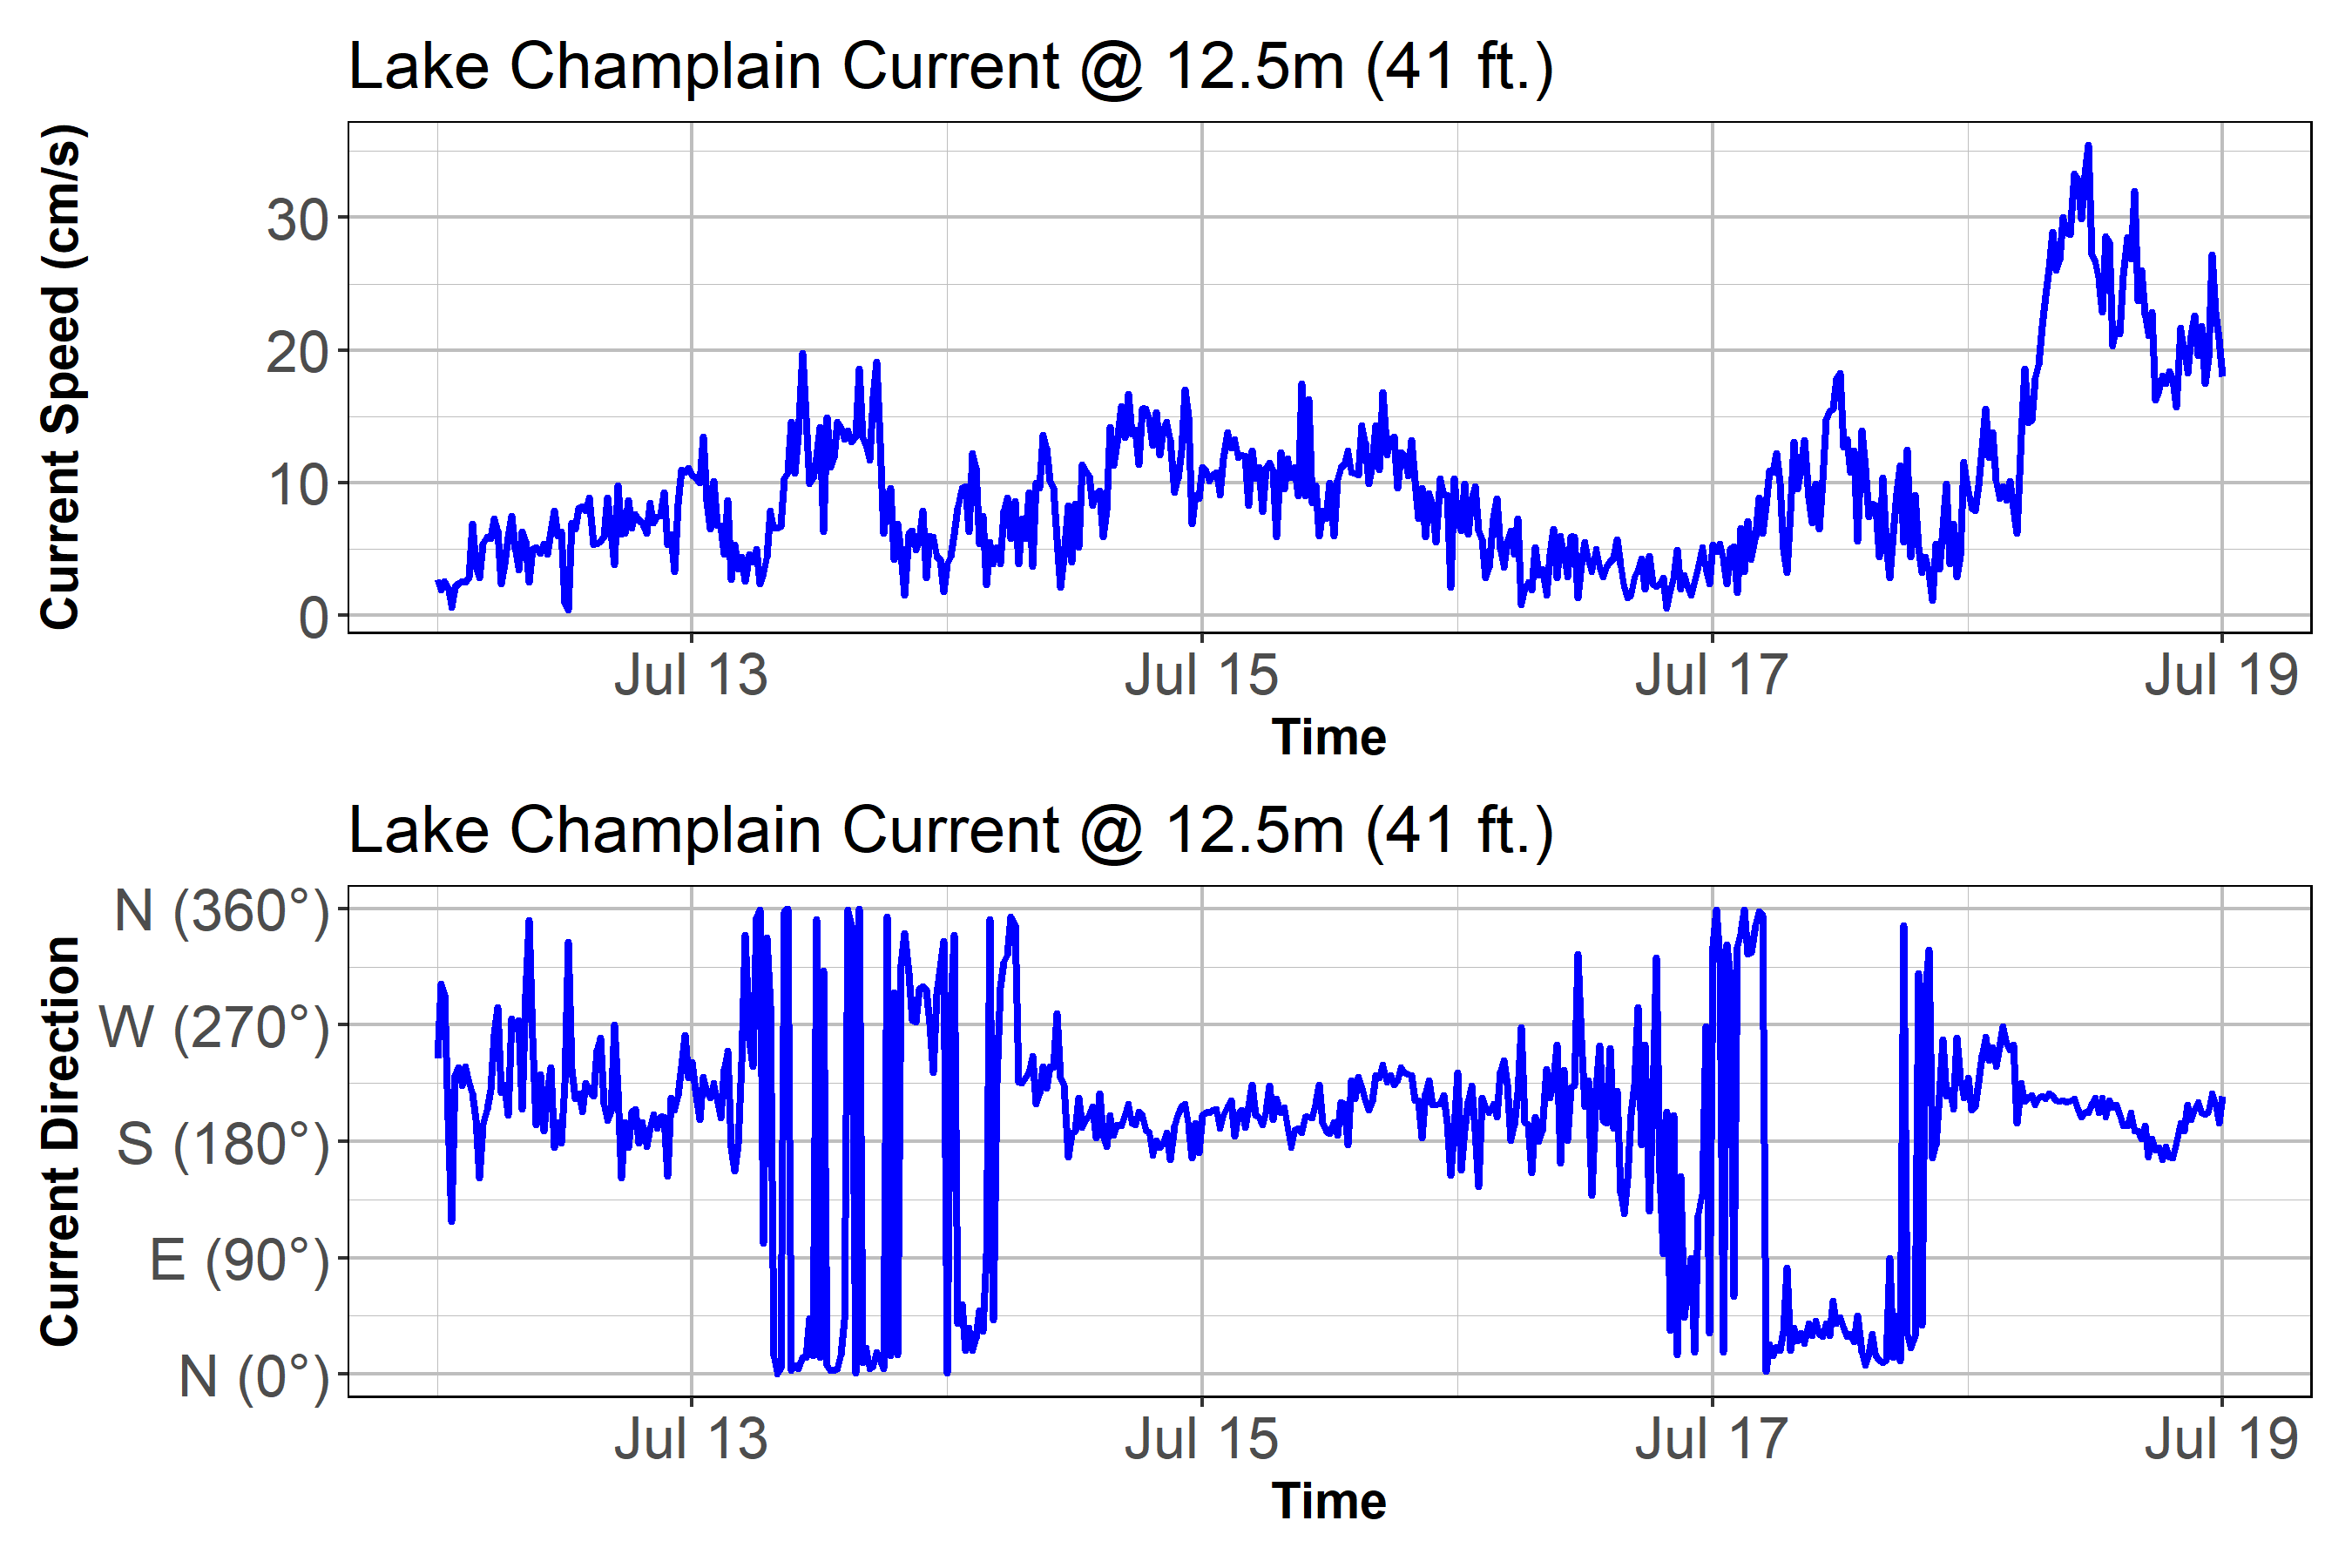 Lake Champlain Current @ 12.5m (41 ft.)
Current Speed (cm/s)
30
20
10
0
Jul 13 Jul 15 Jul 17 Jul 19
Time
Lake Champlain Current @ 12.5m (41 ft.)
Current Direction
N (360°)
W (270°)
S (180°)
E (90°)
N (0°)
Jul 13 Jul 15 Jul 17 Jul 19
Time